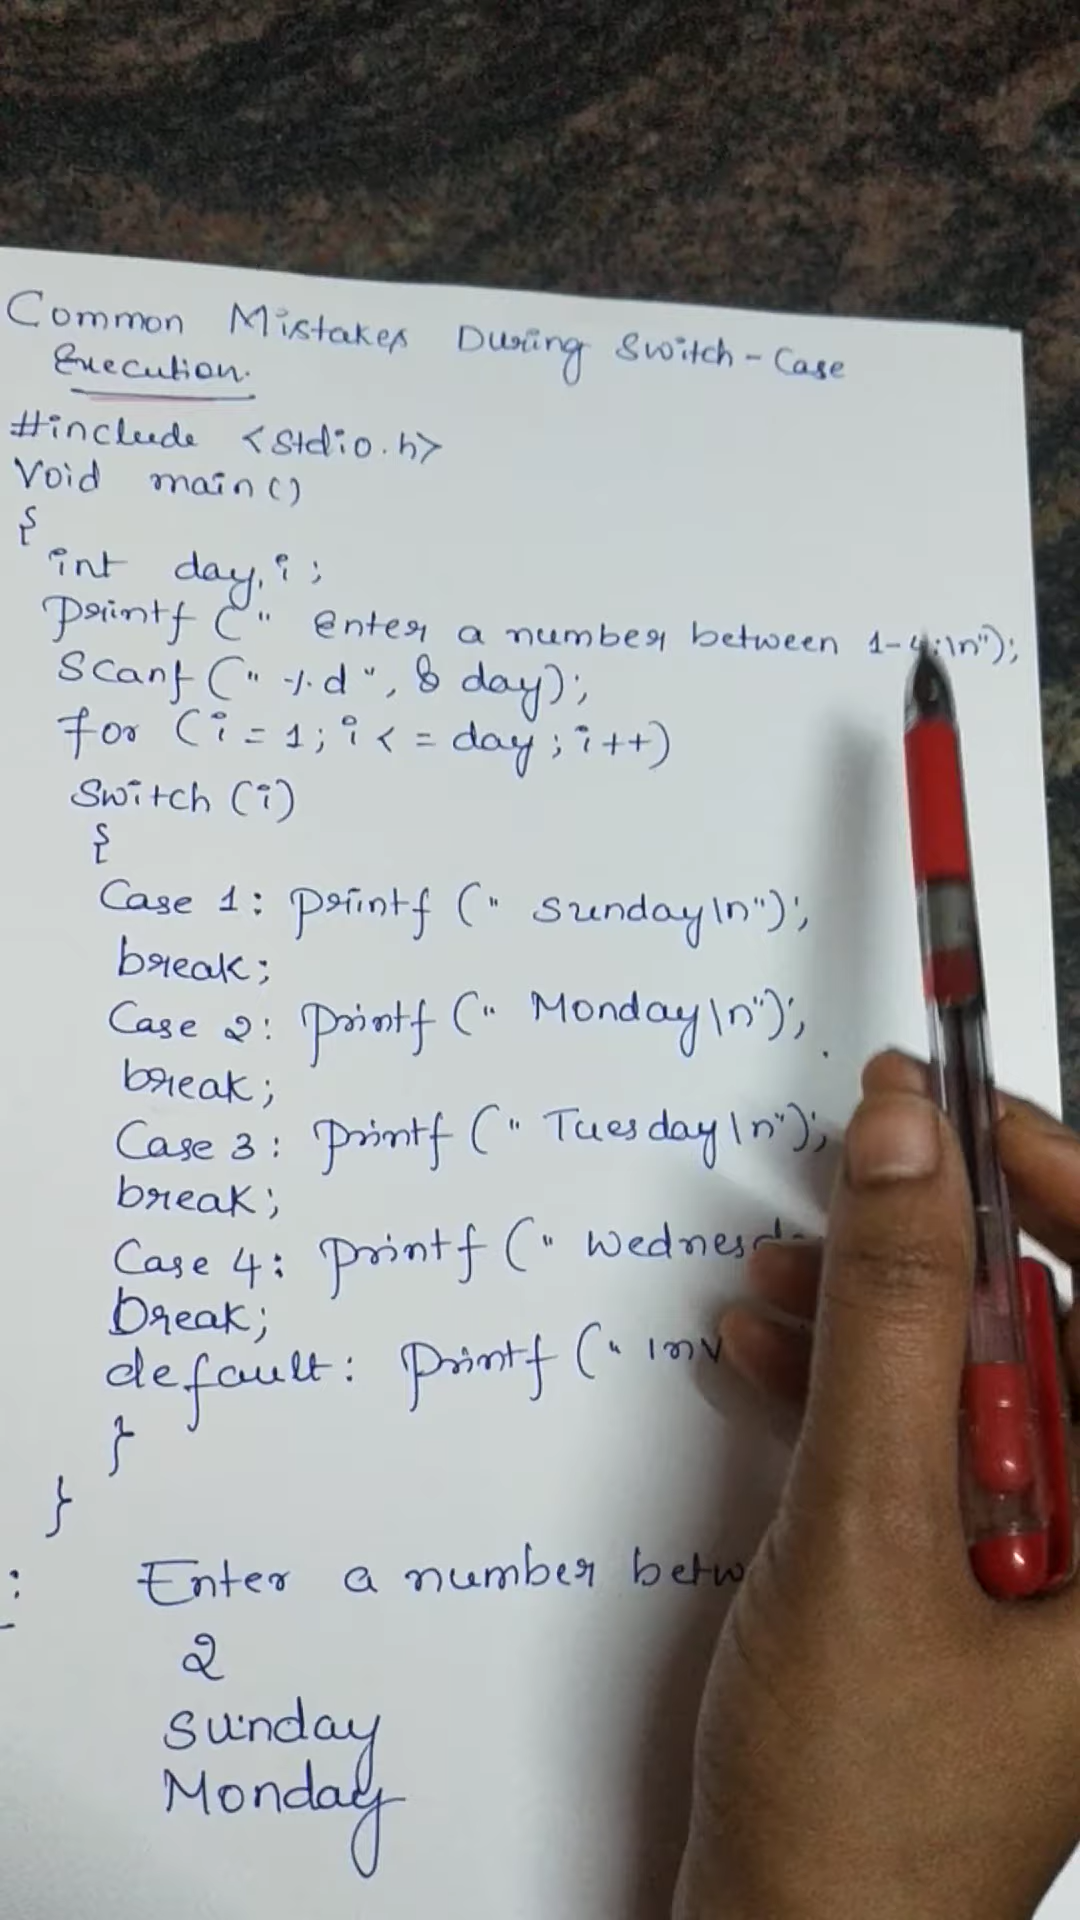 Common Mistakes During Switch-Case
Execution.
#include <stdio.h>
Void main()
{
int day, i;
Printf (" enter a number between 1-4:\n");
Scanf ("%d", & day);
for (i = 1; i < = day; i++)
Switch (i)
{
Case 1: printf (" Sunday\n");
break;
Case 2: printf (" Monday\n");
break;
Case 3: printf (" Tuesday\n");
break;
Case 4: printf ("
break;
default: printf ("
}
}
: Enter a number
2
Sunday
Monday